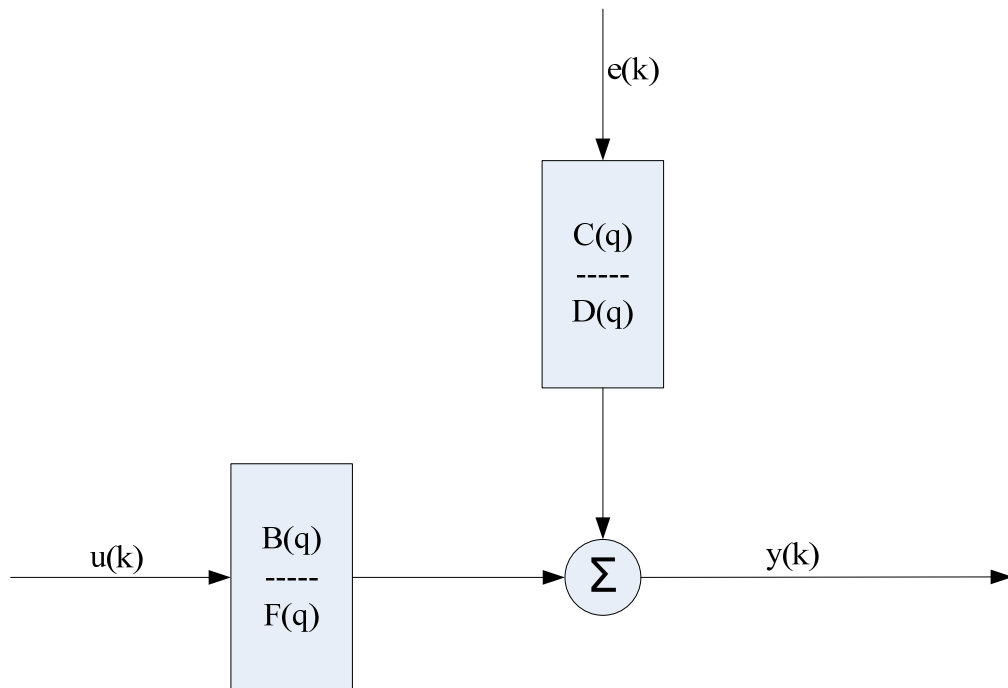 e(k)
C(q)
-----
D(q)
u(k)
B(q)
-----
F(q)
Σ
y(k)